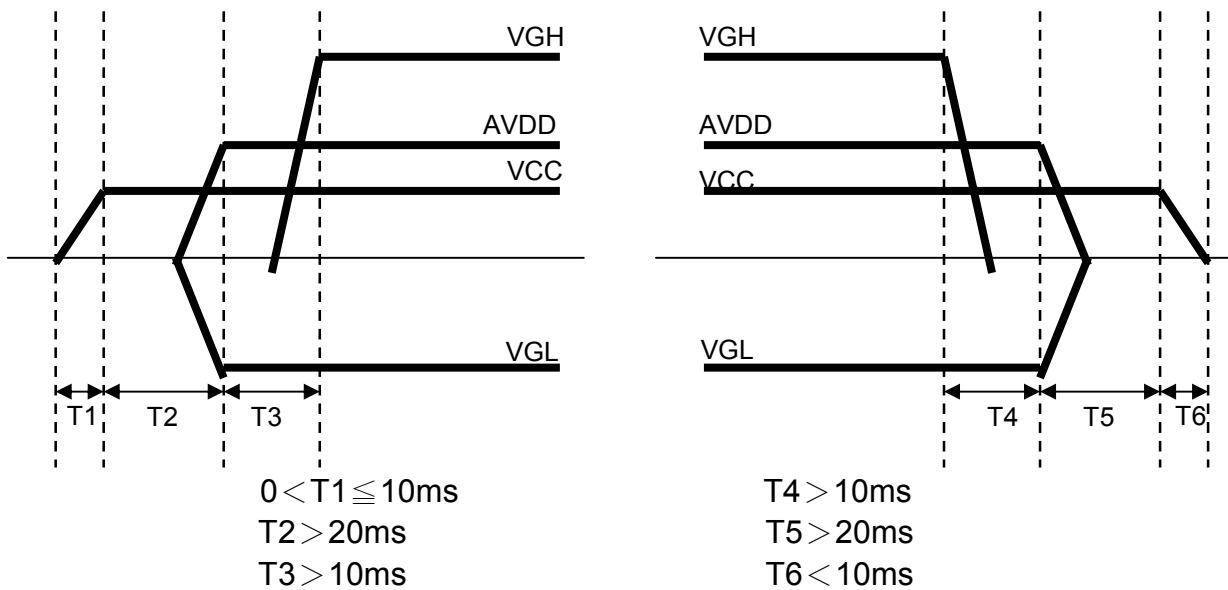 VGH
AVDD
VCC
VGL
T1
T2
T3
0＜T1≦10ms
T2＞20ms
T3＞10ms
VGH
AVDD
VCC
VGL
T4
T5
T6
T4＞10ms
T5＞20ms
T6＜10ms